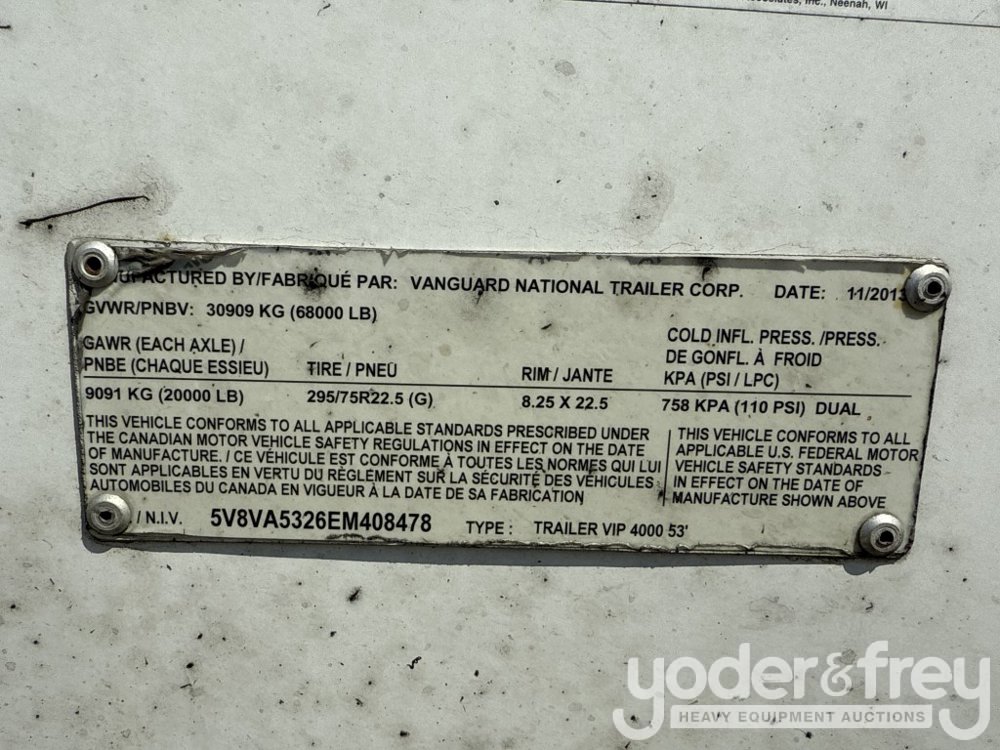 Inc., Neenah, WI
MANUFACTURED BY/FABRIQUÉ PAR: VANGUARD NATIONAL TRAILER CORP. DATE: 11/2013
GVWR/PNBV: 30909 KG (68000 LB)
GAWR (EACH AXLE) /
PNBE (CHAQUE ESSIEU) TIRE / PNEU RIM / JANTE
COLD INFL. PRESS. /PRESS.
DE GONFL. À FROID
KPA (PSI / LPC)
9091 KG (20000 LB) 295/75R22.5 (G) 8.25 X 22.5 758 KPA (110 PSI) DUAL
THIS VEHICLE CONFORMS TO ALL APPLICABLE STANDARDS PRESCRIBED UNDER
THE CANADIAN MOTOR VEHICLE SAFETY REGULATIONS IN EFFECT ON THE DATE
OF MANUFACTURE. / CE VÉHICULE EST CONFORME À TOUTES LES NORMES QUI LUI
SONT APPLICABLES EN VERTU DU RÈGLEMENT SUR LA SÉCURITÉ DES VÉHICULES
AUTOMOBILES DU CANADA EN VIGUEUR À LA DATE DE SA FABRICATION
THIS VEHICLE CONFORMS TO ALL
APPLICABLE U.S. FEDERAL MOTOR
VEHICLE SAFETY STANDARDS
IN EFFECT ON THE DATE OF
MANUFACTURE SHOWN ABOVE
/ N.I.V. 5V8VA5326EM408478 TYPE : TRAILER VIP 4000 53'
yoder & frey
HEAVY EQUIPMENT AUCTIONS